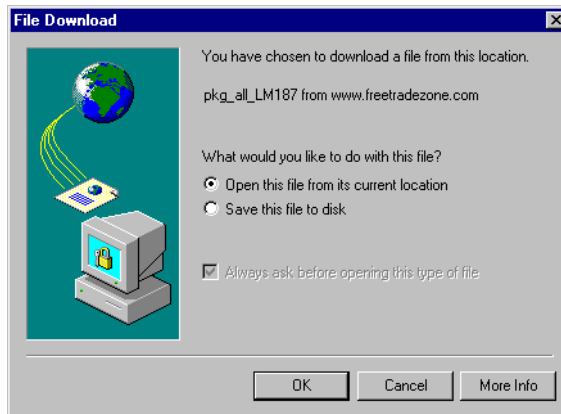 File Download
You have chosen to download a file from this location.
pkg_all_LM187 from www.freetradezone.com
What would you like to do with this file?
Open this file from its current location
Save this file to disk
Always ask before opening this type of file
OK
Cancel
More Info